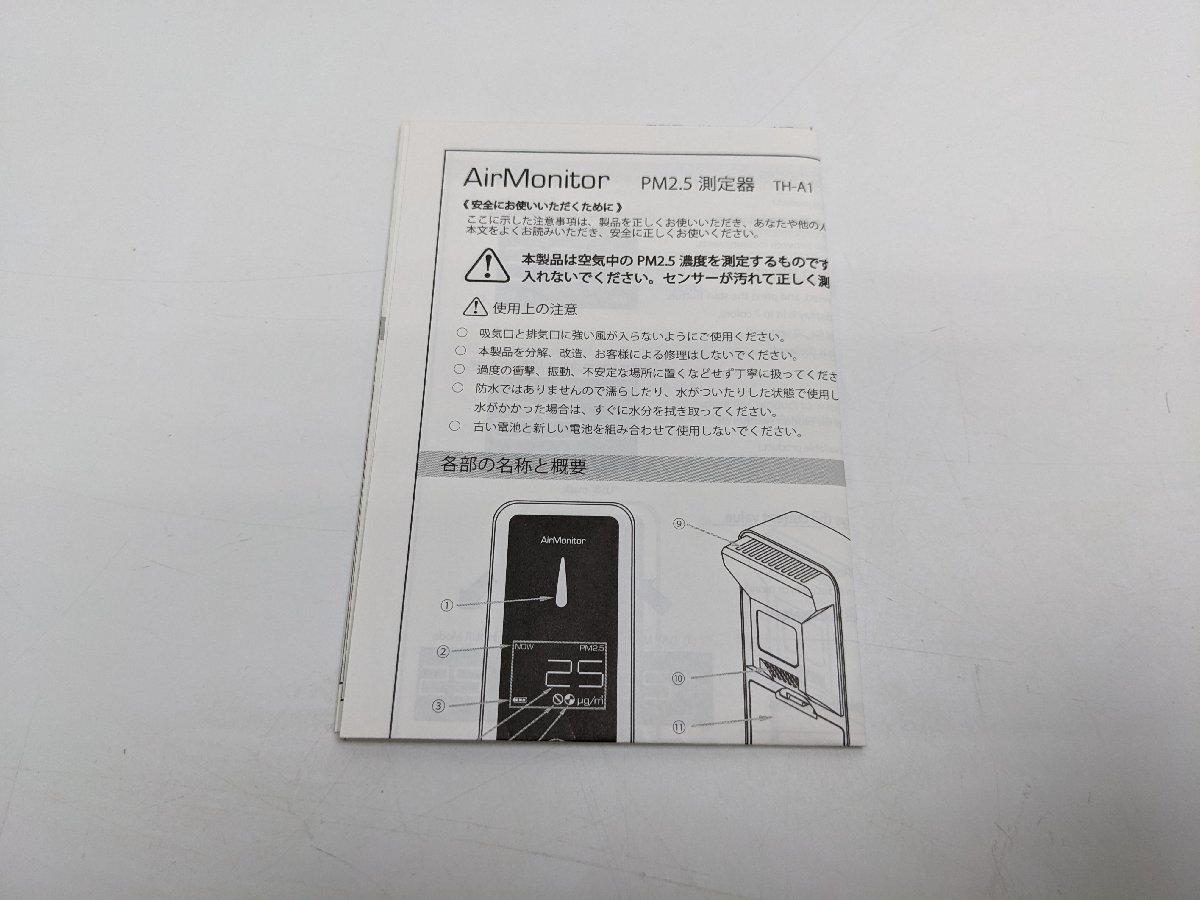 AirMonitor PM2.5 測定器 TH-A1
《安全にお使いいただくために》
ここに示した注意事項は、製品を正しくお使いいただき、あなたや他の人
本文をよくお読みいただき、安全に正しくお使いください。
本製品は空気中の PM2.5 濃度を測定するものです
入れないでください。センサーが汚れて正しく測
使用上の注意
○ 吸気口と排気口に強い風が入らないようにご使用ください。
○ 本製品を分解、改造、お客様による修理はしないでください。
○ 過度の衝撃、振動、不安定な場所に置くなどせず丁寧に扱ってくださ
○ 防水ではありませんので濡らしたり、水がついたりした状態で使用し
水がかかった場合は、すぐに水分を拭き取ってください。
○ 古い電池と新しい電池を組み合わせて使用しないでください。
各部の名称と概要
AirMonitor
①
②
NOW PM2.5
25
③
μg/㎥
⑨
⑩
⑪